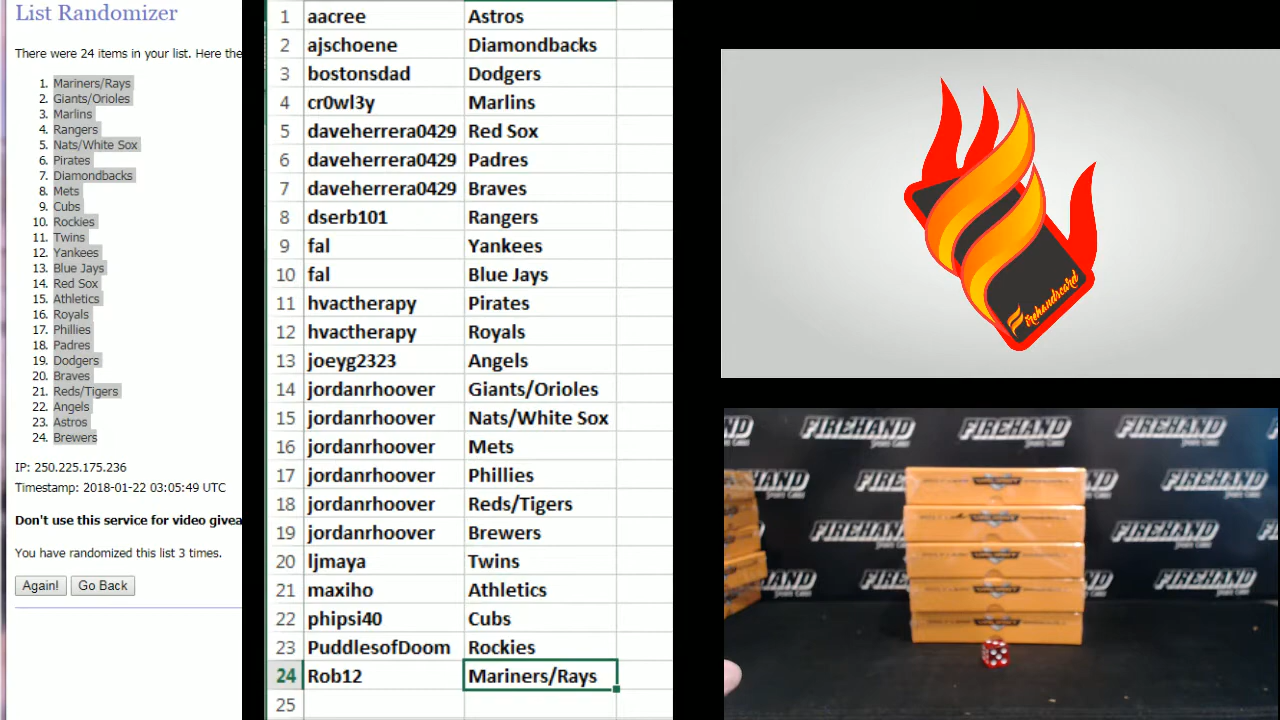 List Randomizer
There were 24 items in your list. Here the
1. Mariners/Rays
2. Giants/Orioles
3. Marlins
4. Rangers
5. Nats/White Sox
6. Pirates
7. Diamondbacks
8. Mets
9. Cubs
10. Rockies
11. Twins
12. Yankees
13. Blue Jays
14. Red Sox
15. Athletics
16. Royals
17. Phillies
18. Padres
19. Dodgers
20. Braves
21. Reds/Tigers
22. Angels
23. Astros
24. Brewers
IP: 250.225.175.236
Timestamp: 2018-01-22 03:05:49 UTC
Don't use this service for video givea
You have randomized this list 3 times.
Again! Go Back
1 aacree Astros
2 ajschoene Diamondbacks
3 bostonsdad Dodgers
4 cr0wl3y Marlins
5 daveherrera0429 Red Sox
6 daveherrera0429 Padres
7 daveherrera0429 Braves
8 dserb101 Rangers
9 fal Yankees
10 fal Blue Jays
11 hvactherapy Pirates
12 hvactherapy Royals
13 joeyg2323 Angels
14 jordanrhoover Giants/Orioles
15 jordanrhoover Nats/White Sox
16 jordanrhoover Mets
17 jordanrhoover Phillies
18 jordanrhoover Reds/Tigers
19 jordanrhoover Brewers
20 ljmaya Twins
21 maxiho Athletics
22 phipsi40 Cubs
23 PuddlesofDoom Rockies
24 Rob12 Mariners/Rays
25
Firehandscard
FIREHAND FIREHAND FIREHAND
FIREHAND FIREHAND
FIREHAND FIREHAND
FIREHAND FIREHAND FIREHAND